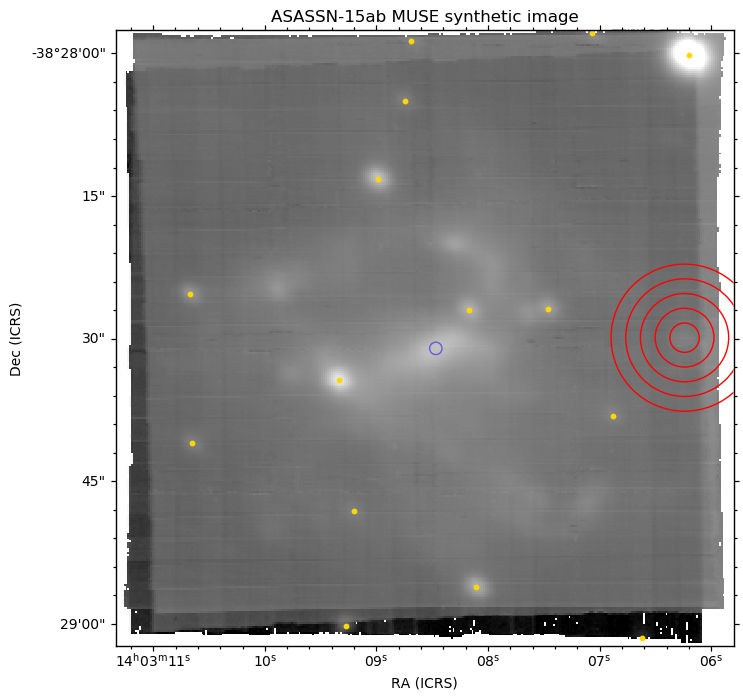 ASASSN-15ab MUSE synthetic image
-38°28'00"
15"
30"
45"
29'00"
Dec (ICRS)
14ʰ03ᵐ11ˢ
10ˢ
09ˢ
08ˢ
07ˢ
06ˢ
RA (ICRS)